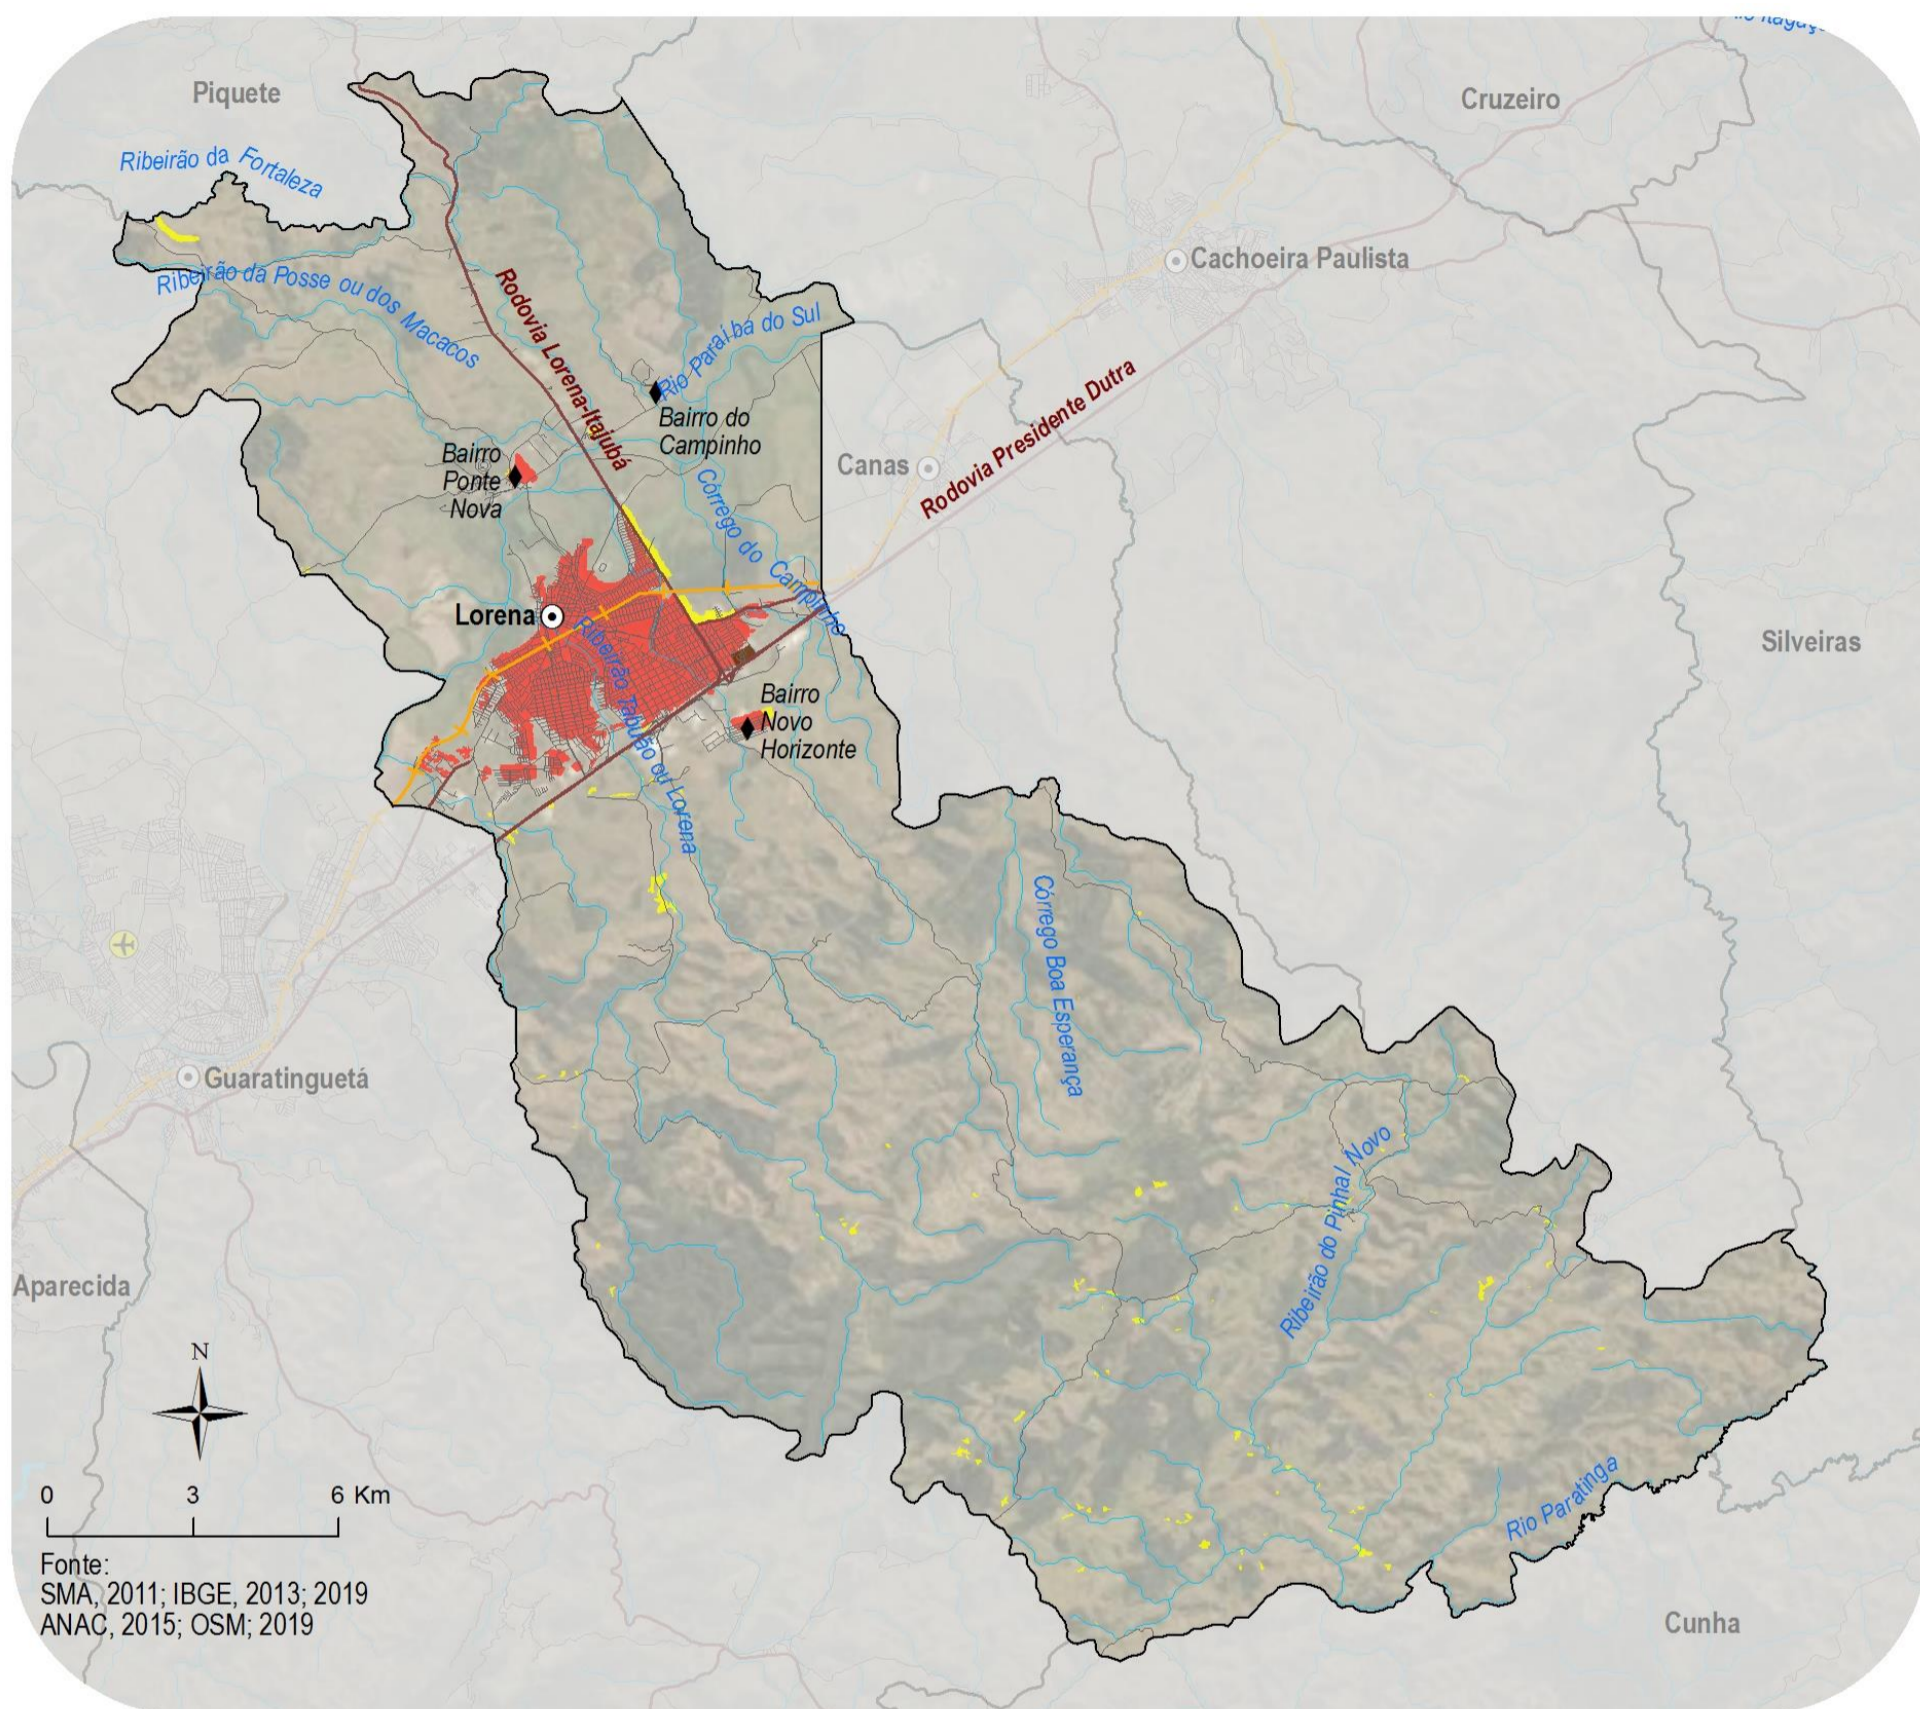 Piquete
Cruzeiro
Ribeirão da Fortaleza
Cachoeira Paulista
Ribeirão da Posse ou dos Macacos
Rodovia Lorena-Itajubá
Rio Paraíba do Sul
Bairro do
Campinho
Rodovia Presidente Dutra
Bairro
Ponte
Nova
Canas
Córrego do Campinho
Lorena
Ribeirão Taboão ou Lorena
Silveiras
Bairro
Novo
Horizonte
Córrego Boa Esperança
Guaratinguetá
Ribeirão do Pinhal Novo
Aparecida
N
0 3 6 Km
Rio Paratinga
Fonte:
SMA, 2011; IBGE, 2013; 2019
ANAC, 2015; OSM; 2019
Cunha